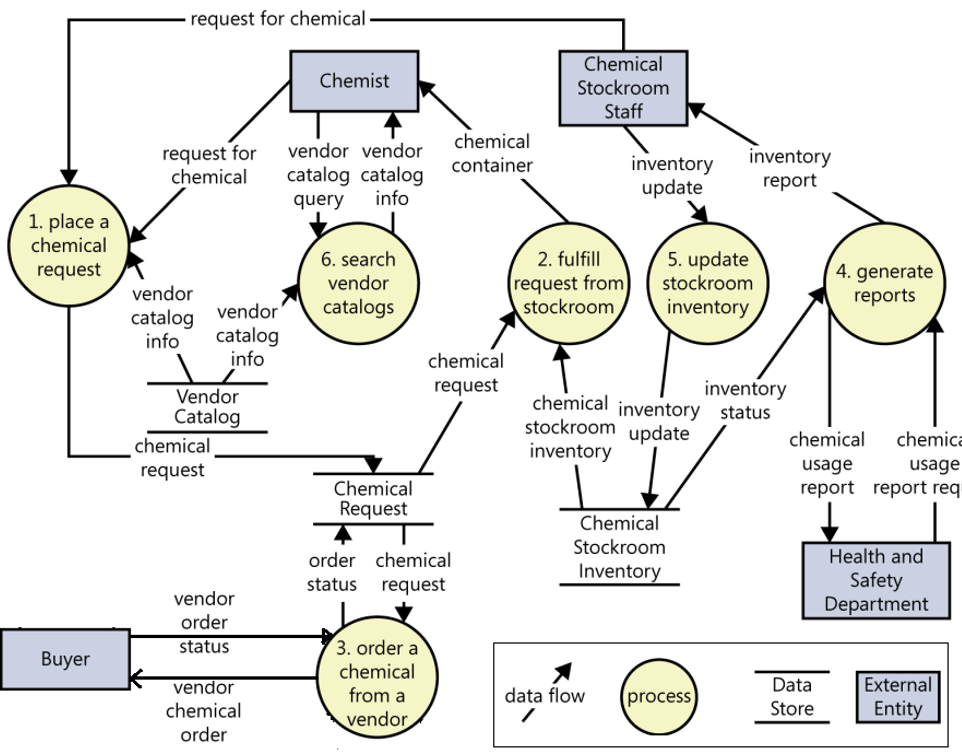 request for chemical
Chemist
Chemical
Stockroom
Staff
request for
chemical
vendor
catalog
query
vendor
catalog
info
chemical
container
inventory
update
inventory
report
1. place a
chemical
request
6. search
vendor
catalogs
2. fulfill
request from
stockroom
5. update
stockroom
inventory
4. generate
reports
vendor
catalog
info
vendor
catalog
info
chemical
request
Vendor
Catalog
chemical
stockroom
inventory
inventory
update
inventory
status
chemical
request
chemical
usage
report
usage
report
Chemical
Request
Chemical
Stockroom
Inventory
order
status
chemical
request
Health and
Safety
Department
vendor
order
status
Buyer
3. order a
chemical
from a
vendor
vendor
chemical
order
data flow
process
Data
Store
External
Entity